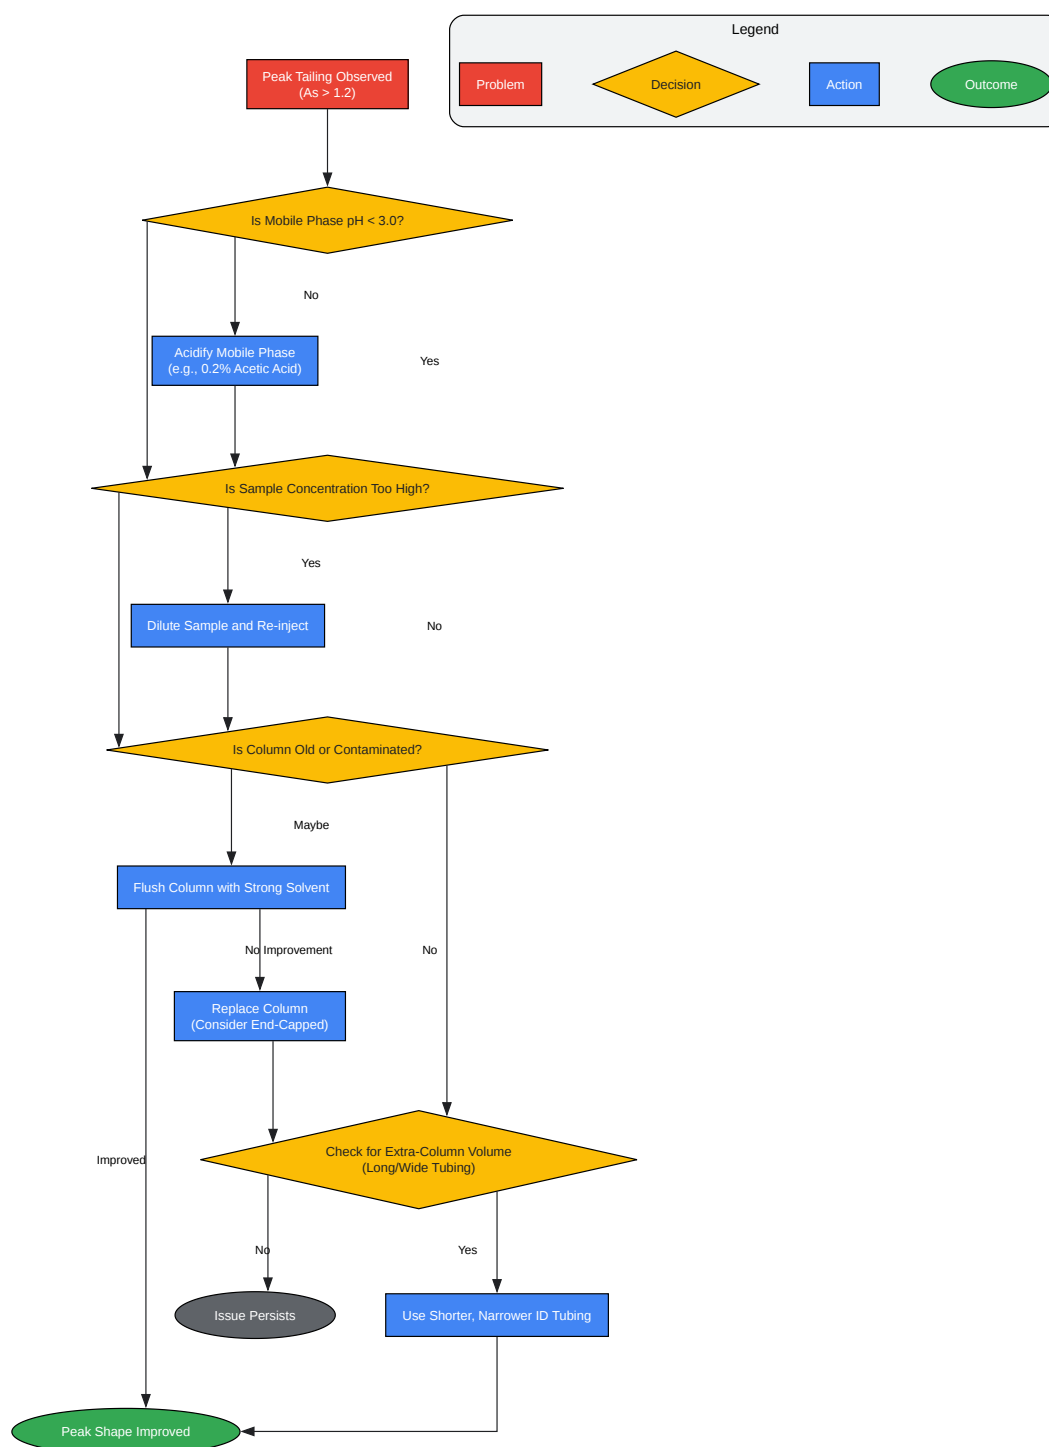 Legend
Problem
Decision
Action
Outcome
Peak Tailing Observed
(As > 1.2)
Is Mobile Phase pH < 3.0?
No
Acidify Mobile Phase
(e.g., 0.2% Acetic Acid)
Yes
Is Sample Concentration Too High?
Yes
Dilute Sample and Re-inject
No
Is Column Old or Contaminated?
Maybe
Flush Column with Strong Solvent
No Improvement
No
Replace Column
(Consider End-Capped)
Check for Extra-Column Volume
(Long/Wide Tubing)
Improved
No
Yes
Issue Persists
Use Shorter, Narrower ID Tubing
Peak Shape Improved